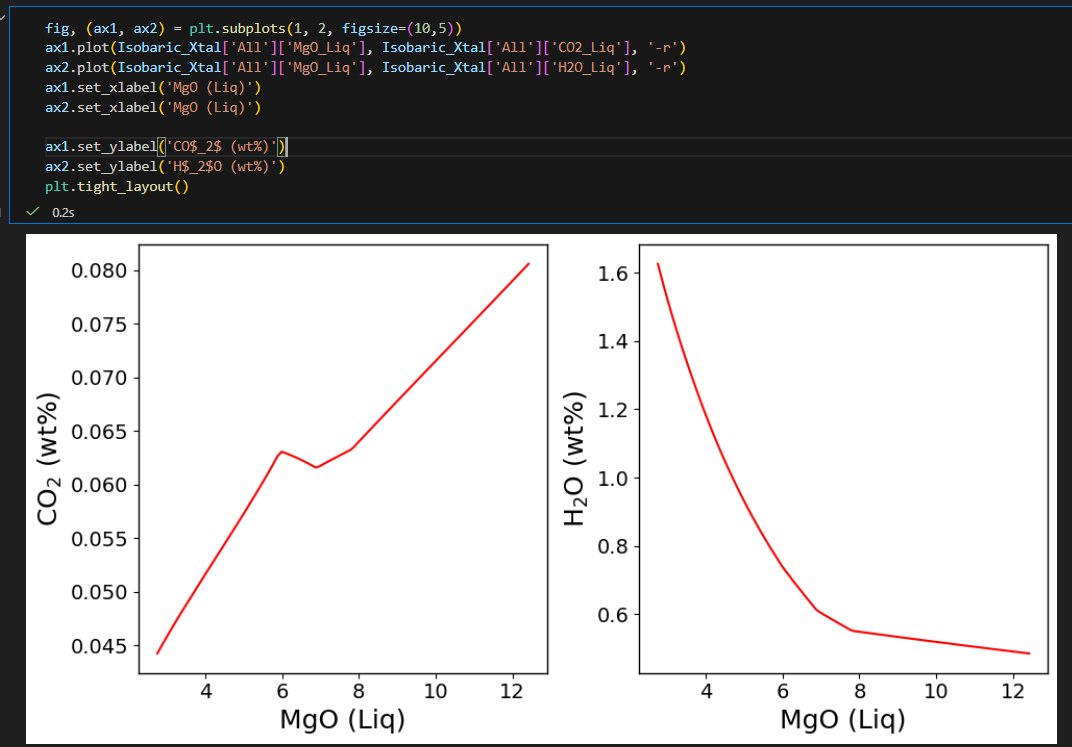 fig, (ax1, ax2) = plt.subplots(1, 2, figsize=(10,5))
ax1.plot(Isobaric_Xtal['All']['MgO_Liq'], Isobaric_Xtal['All']['CO2_Liq'], '-r')
ax2.plot(Isobaric_Xtal['All']['MgO_Liq'], Isobaric_Xtal['All']['H2O_Liq'], '-r')
ax1.set_xlabel('MgO (Liq)')
ax2.set_xlabel('MgO (Liq)')
ax1.set_ylabel('CO$_2$ (wt%)')
ax2.set_ylabel('H$_2$O (wt%)')
plt.tight_layout()
0.2s
CO₂ (wt%)
0.080
0.075
0.070
0.065
0.060
0.055
0.050
0.045
4 6 8 10 12
MgO (Liq)
H₂O (wt%)
1.6
1.4
1.2
1.0
0.8
0.6
4 6 8 10 12
MgO (Liq)